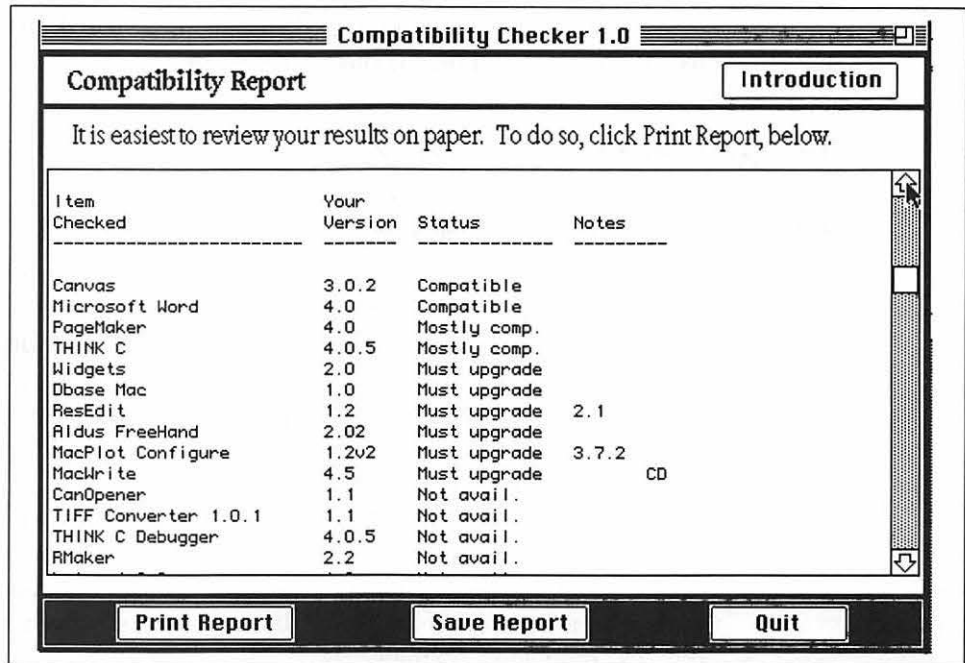 Compatibility Checker 1.0
Compatibility Report
Introduction
It is easiest to review your results on paper. To do so, click Print Report, below.
Item Your
Checked Version Status Notes
Canvas 3.0.2 Compatible
Microsoft Word 4.0 Compatible
PageMaker 4.0 Mostly comp.
THINK C 4.0.5 Mostly comp.
Widgets 2.0 Must upgrade
Dbase Mac 1.0 Must upgrade
ResEdit 1.2 Must upgrade 2.1
Aldus FreeHand 2.02 Must upgrade
MacPlot Configure 1.2v2 Must upgrade 3.7.2
MacWrite 4.5 Must upgrade CD
CanOpener 1.1 Not avail.
TIFF Converter 1.0.1 1.1 Not avail.
THINK C Debugger 4.0.5 Not avail.
RMaker 2.2 Not avail.
Print Report Save Report Quit